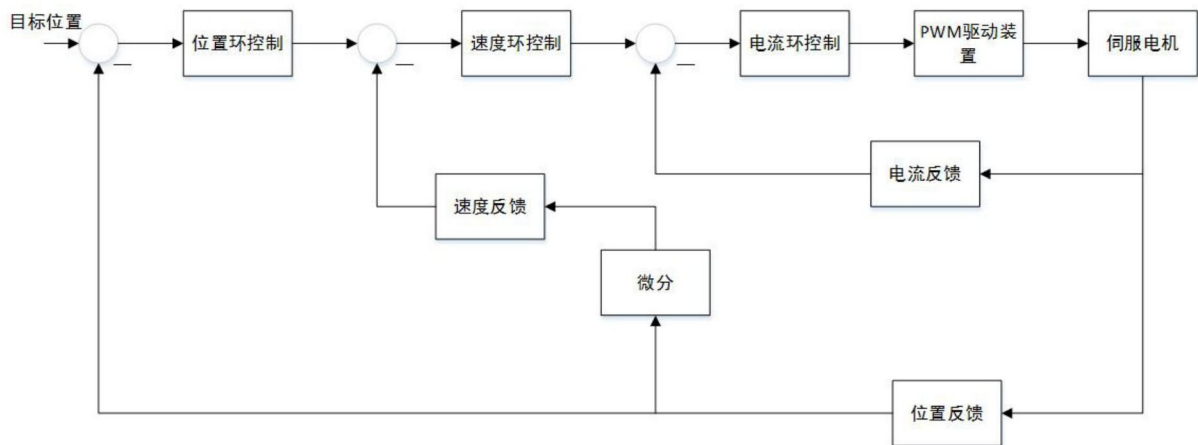 目标位置
位置环控制
速度环控制
电流环控制
PWM驱动装
置
伺服电机
电流反馈
速度反馈
微分
位置反馈